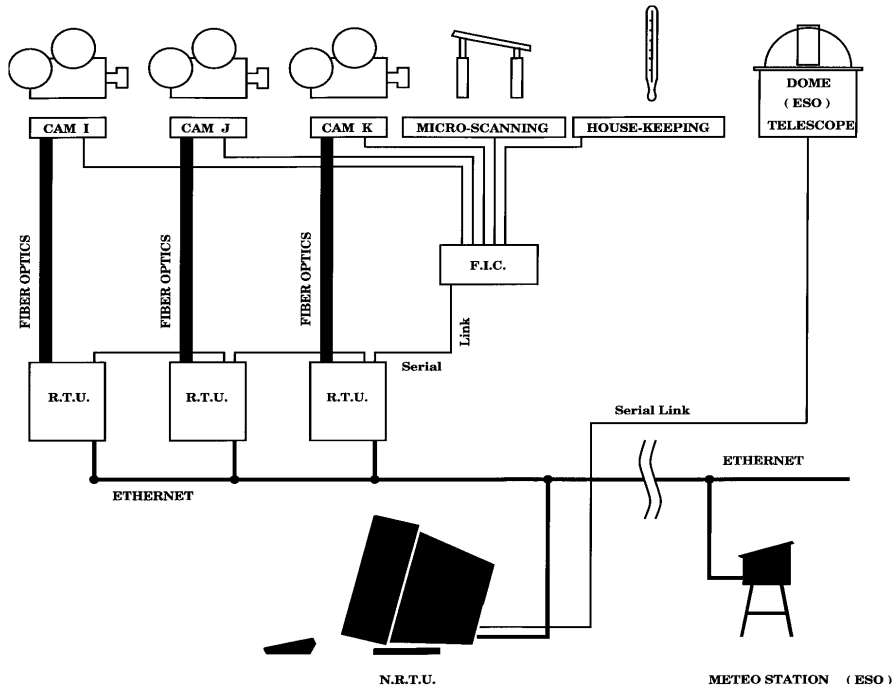 DOME
( ESO )
TELESCOPE
CAM I
CAM J
CAM K
MICRO-SCANNING
HOUSE-KEEPING
FIBER OPTICS
FIBER OPTICS
FIBER OPTICS
F.I.C.
Link
Serial
R.T.U.
R.T.U.
R.T.U.
Serial Link
ETHERNET
ETHERNET
N.R.T.U.
METEO STATION ( ESO )